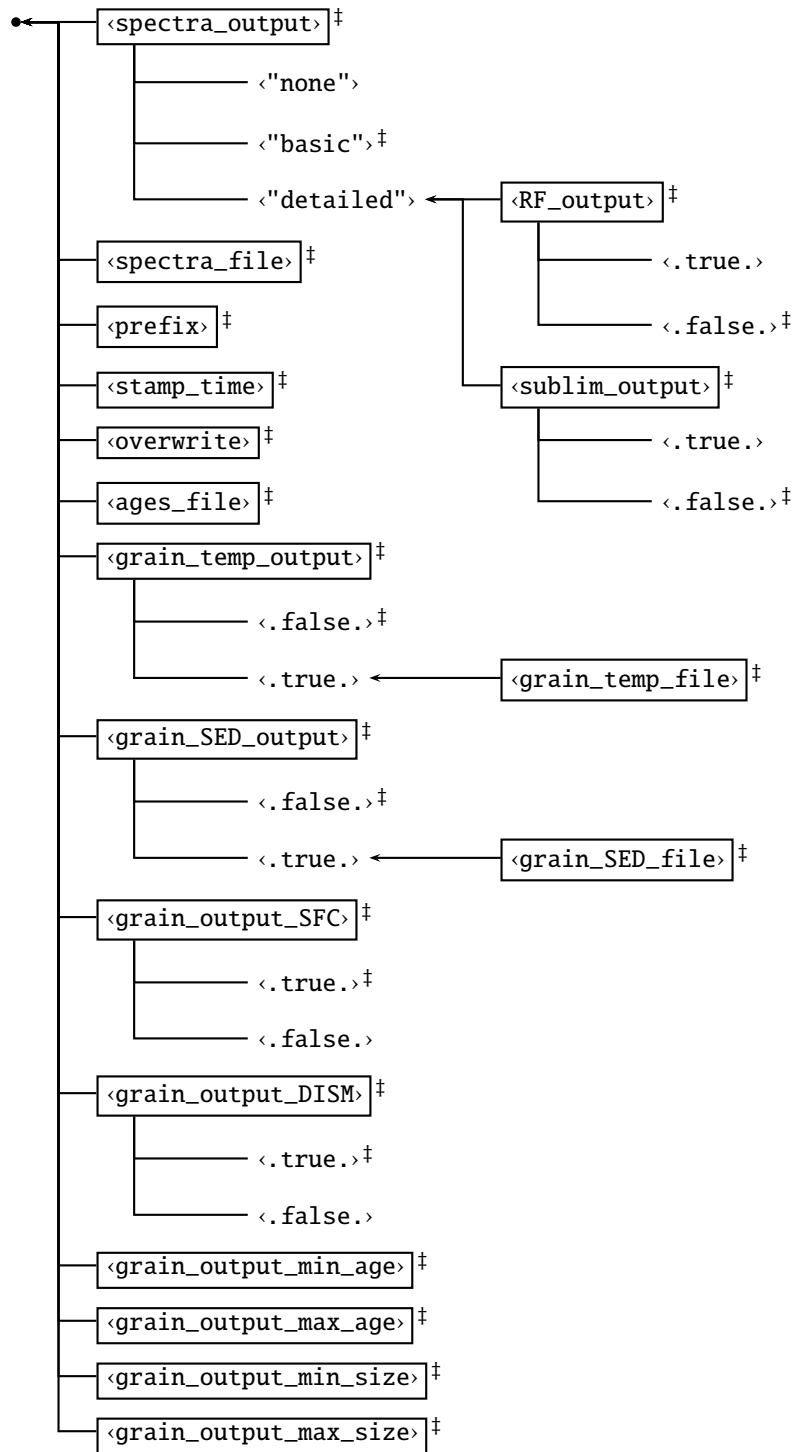 ‹spectra_output›‡
‹"none"›
‹"basic"›‡
‹"detailed"›
‹RF_output›‡
‹.true.›
‹.false.›‡
‹sublim_output›‡
‹.true.›
‹.false.›‡
‹spectra_file›‡
‹prefix›‡
‹stamp_time›‡
‹overwrite›‡
‹ages_file›‡
‹grain_temp_output›‡
‹.false.›‡
‹.true.›
‹grain_temp_file›‡
‹grain_SED_output›‡
‹.false.›‡
‹.true.›
‹grain_SED_file›‡
‹grain_output_SFC›‡
‹.true.›‡
‹.false.›
‹grain_output_DISM›‡
‹.true.›‡
‹.false.›
‹grain_output_min_age›‡
‹grain_output_max_age›‡
‹grain_output_min_size›‡
‹grain_output_max_size›‡